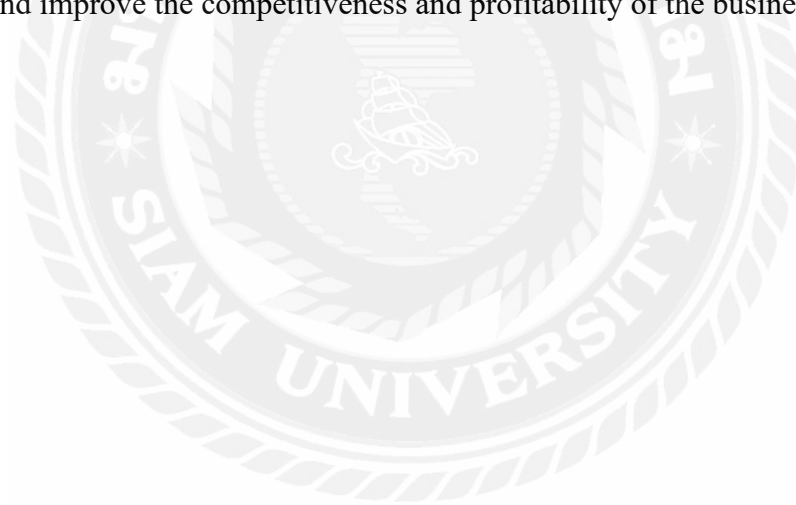 nd improve the competitiveness and profitability of the busine
SIAM UNIVERSITY